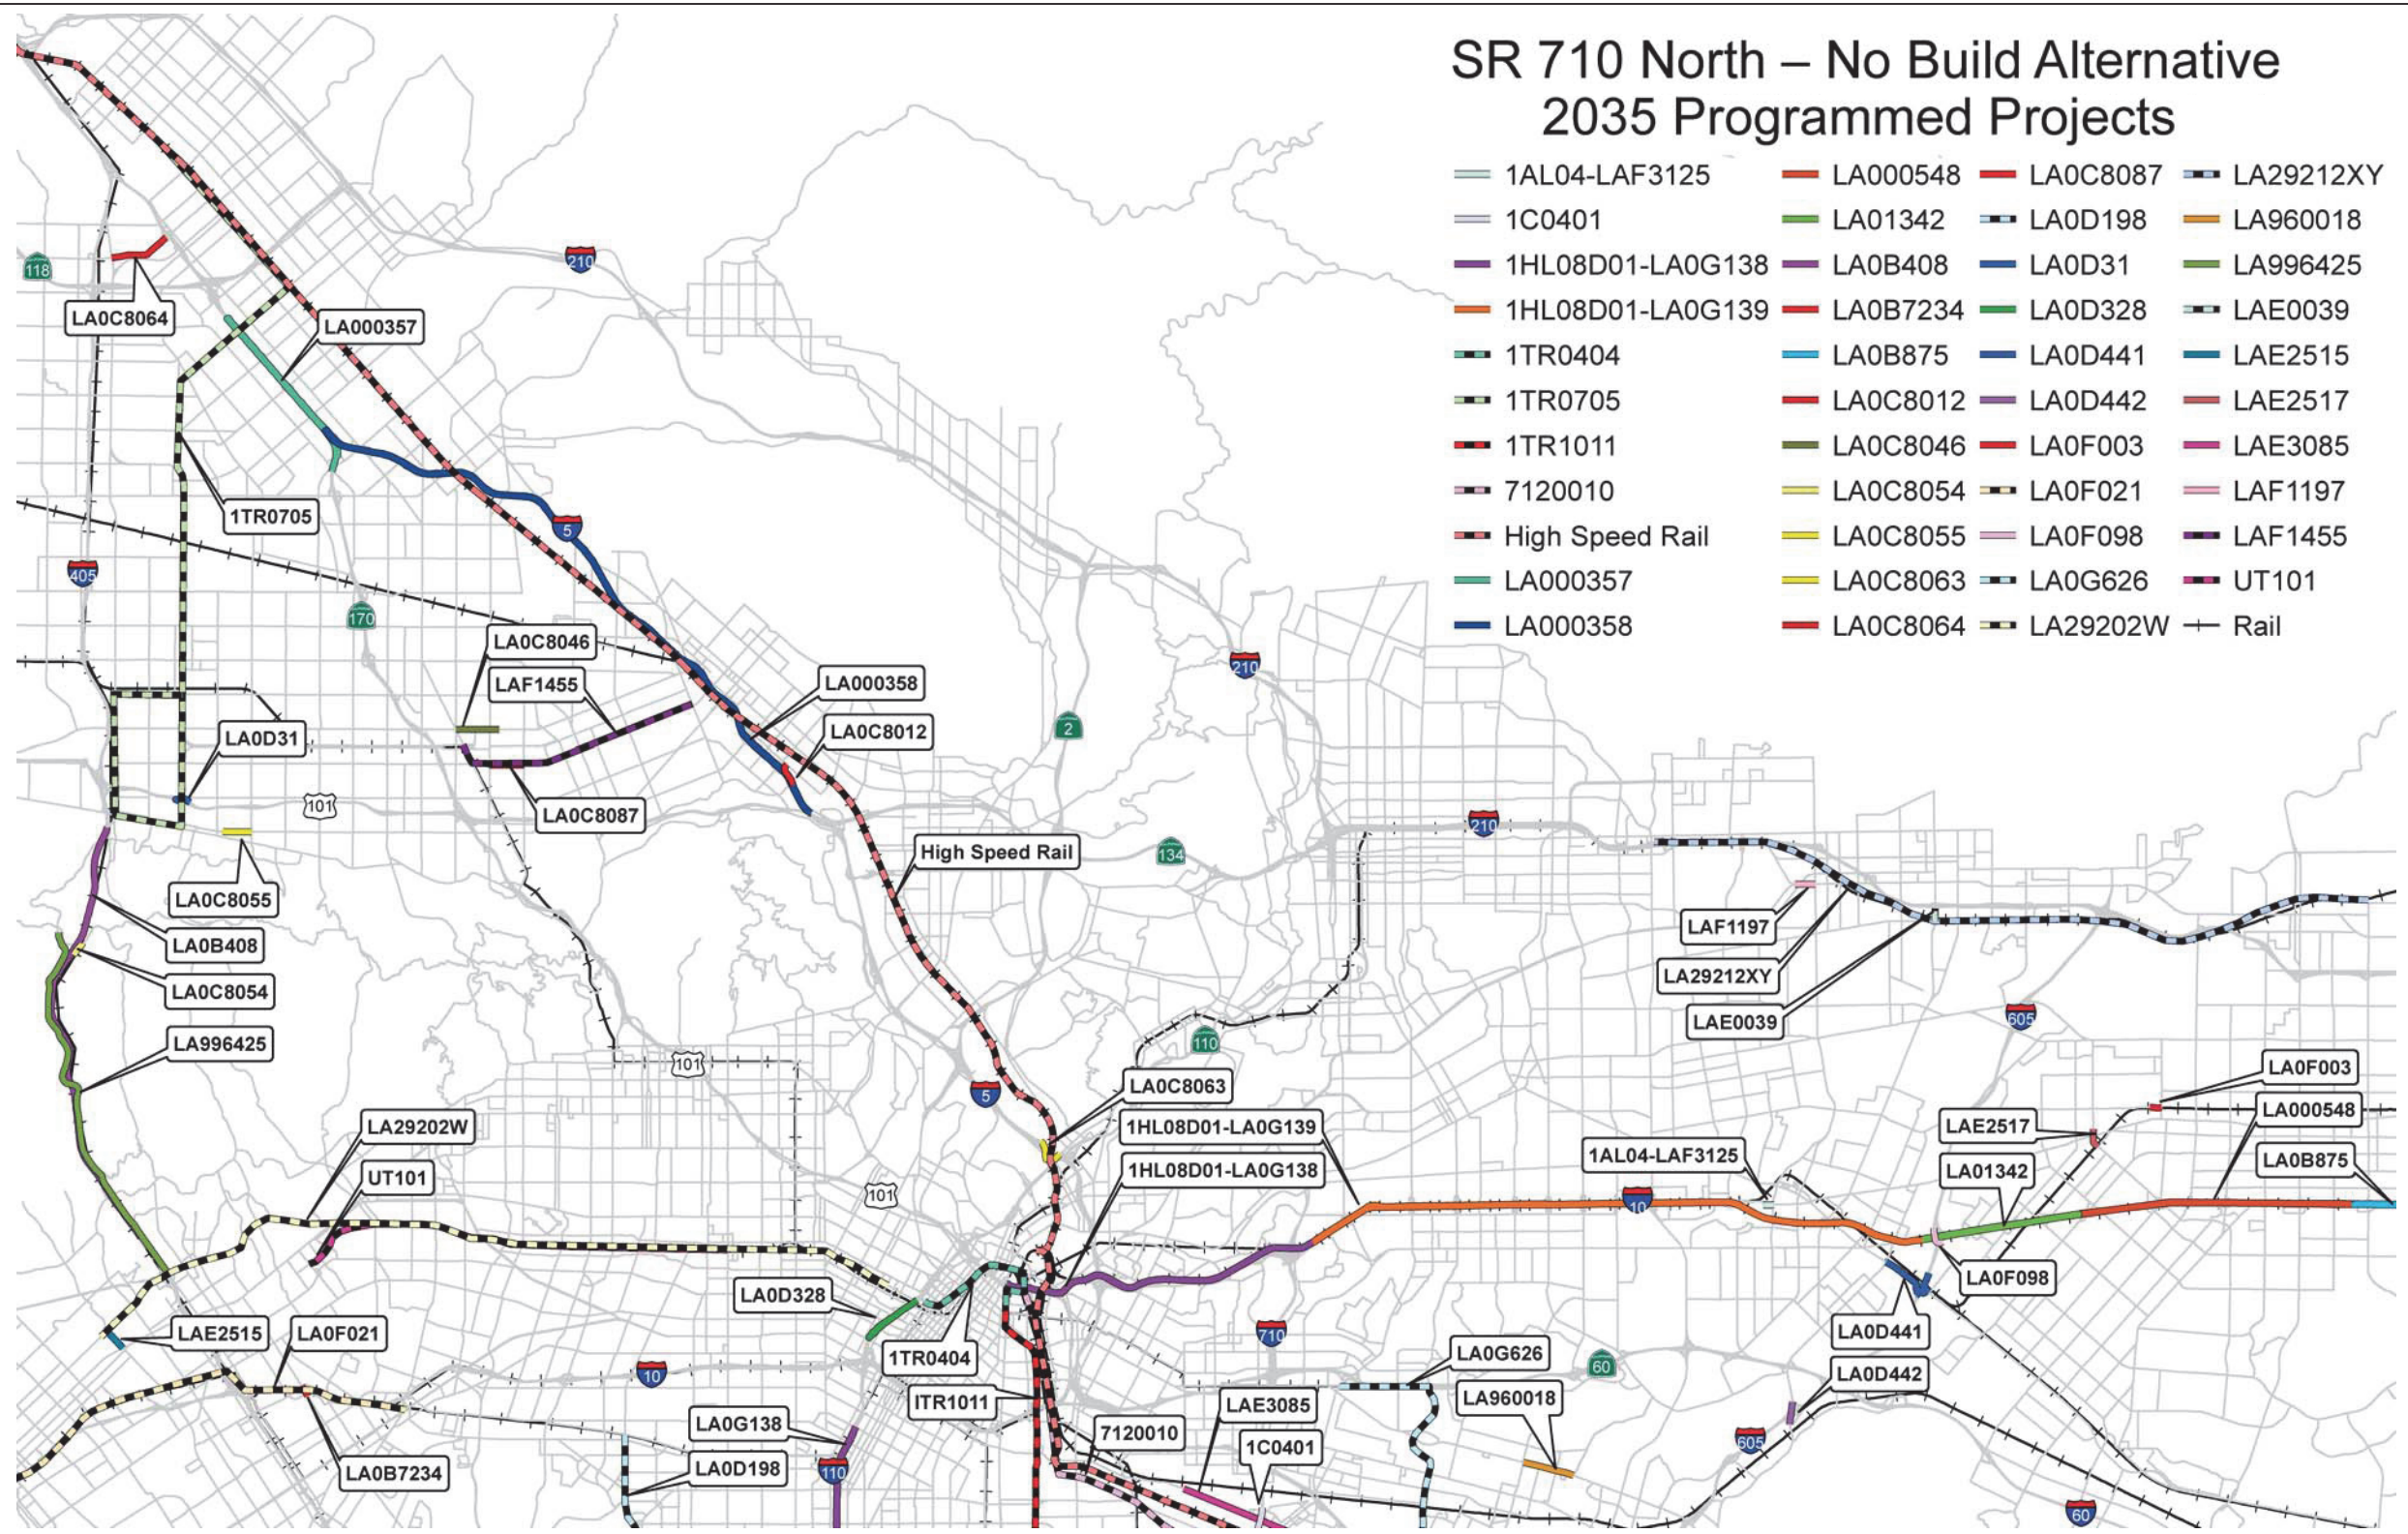 SR 710 North – No Build Alternative
2035 Programmed Projects
1AL04-LAF3125
1C0401
1HL08D01-LA0G138
1HL08D01-LA0G139
1TR0404
1TR0705
1TR1011
7120010
High Speed Rail
LA000357
LA000358
LA000548
LA01342
LA0B408
LA0B7234
LA0B875
LA0C8012
LA0C8046
LA0C8054
LA0C8055
LA0C8063
LA0C8064
LA0C8087
LA0D198
LA0D31
LA0D328
LA0D441
LA0D442
LA0F003
LA0F021
LA0F098
LA0G626
LA29202W
LA29212XY
LA960018
LA996425
LAE0039
LAE2515
LAE2517
LAE3085
LAF1197
LAF1455
UT101
Rail
118
210
LA0C8064
LA000357
1TR0705
5
405
170
LA0C8046
LAF1455
210
LA000358
2
LA0C8012
LA0D31
101
LA0C8087
210
High Speed Rail
134
LA0C8055
LAF1197
LA0B408
LA29212XY
LA0C8054
LAE0039
605
LA996425
110
101
LA0F003
LA0C8063
5
LA000548
LA29202W
1HL08D01-LA0G139
LAE2517
1AL04-LAF3125
LA0B875
UT101
1HL08D01-LA0G138
LA01342
101
10
LA0F098
LA0D328
LAE2515
LA0F021
710
LA0D441
1TR0404
LA0G626
60
10
LA0D442
ITR1011
LAE3085
LA960018
LA0G138
7120010
1C0401
605
LA0B7234
LA0D198
110
60